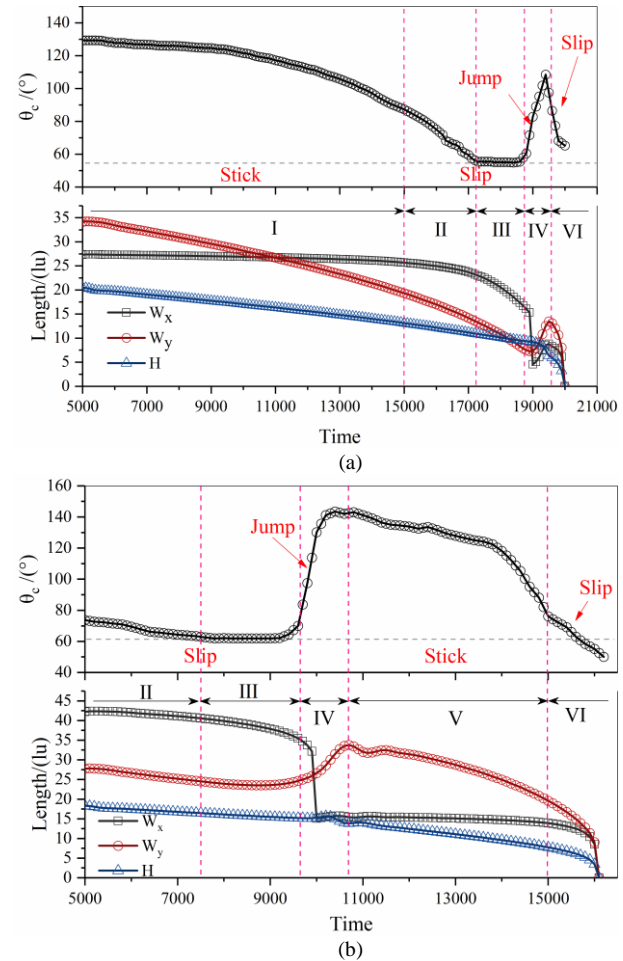 160
140
120
100
80
60
40
θc /(°)
Jump
Slip
Stick
Slip
35
30
25
20
15
10
5
0
Length/(lu)
I
II
III
IV
VI
Wx
Wy
H
5000 7000 9000 11000 13000 15000 17000 19000 21000
Time
(a)
160
140
120
100
80
60
40
θc /(°)
Jump
Slip
Slip
Stick
45
40
35
30
25
20
15
10
5
0
Length/(lu)
II
III
IV
V
VI
Wx
Wy
H
5000 7000 9000 11000 13000 15000
Time
(b)